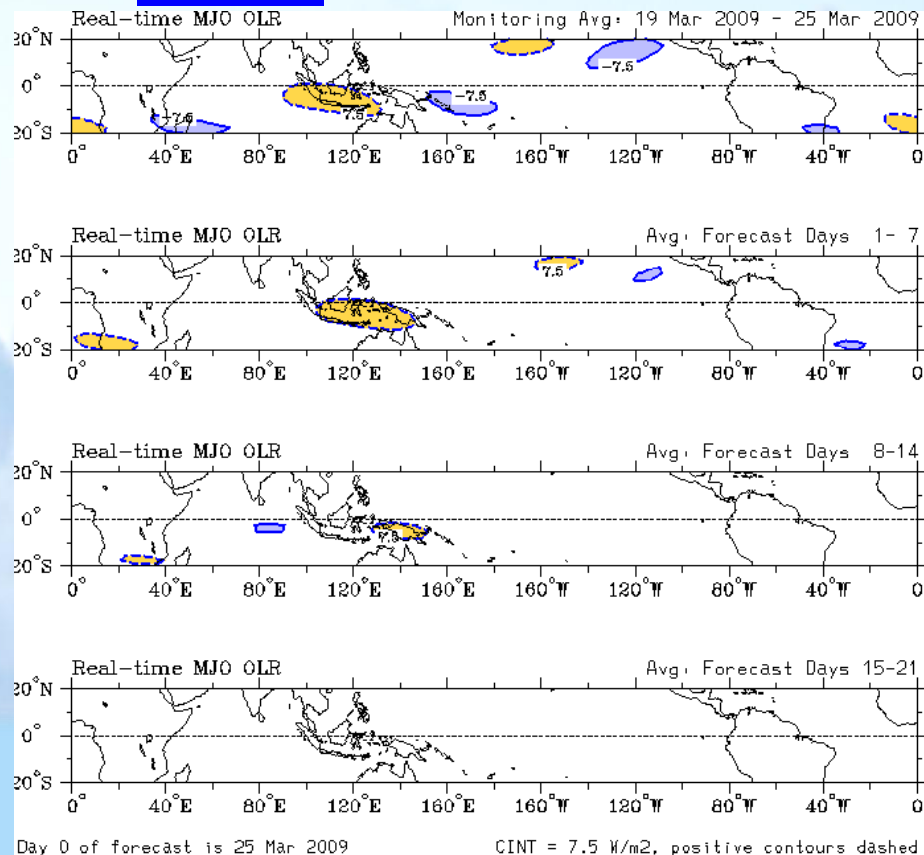 Real-time MJO OLR Monitoring Avg: 19 Mar 2009 - 25 Mar 2009
20°N
0°
20°S
-7.5
-7.5
7.5
-7.5
0° 40°E 80°E 120°E 160°E 160°W 120°W 80°W 40°W 0
Real-time MJO OLR Avg. Forecast Days 1- 7
20°N
0°
20°S
7.5
0° 40°E 80°E 120°E 160°E 160°W 120°W 80°W 40°W 0
Real-time MJO OLR Avg. Forecast Days 8-14
20°N
0°
20°S
7.5
0° 40°E 80°E 120°E 160°E 160°W 120°W 80°W 40°W 0
Real-time MJO OLR Avg. Forecast Days 15-21
20°N
0°
20°S
0° 40°E 80°E 120°E 160°E 160°W 120°W 80°W 40°W 0
Day 0 of forecast is 25 Mar 2009 CINT = 7.5 W/m2, positive contours dashed